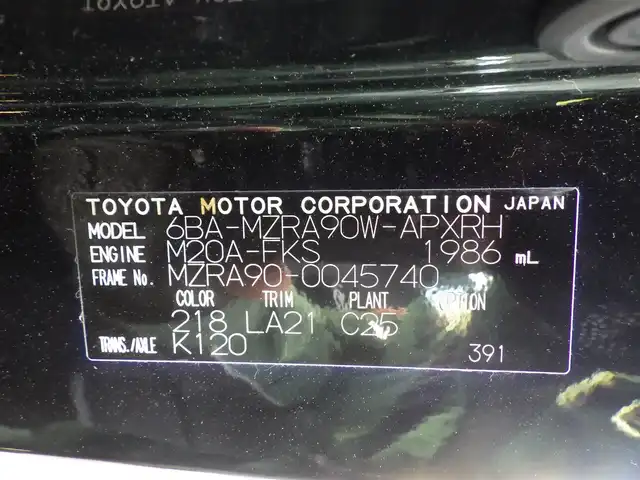 TOYOTA MOTOR CORPORATION JAPAN
MODEL 6BA-MZRA90W-APXRH
ENGINE M20A-FKS 1986 mL
FRAME No. MZRA90-0045740
COLOR TRIM PLANT OPTION
218 LA21 C25
TRANS./AXLE K120 391